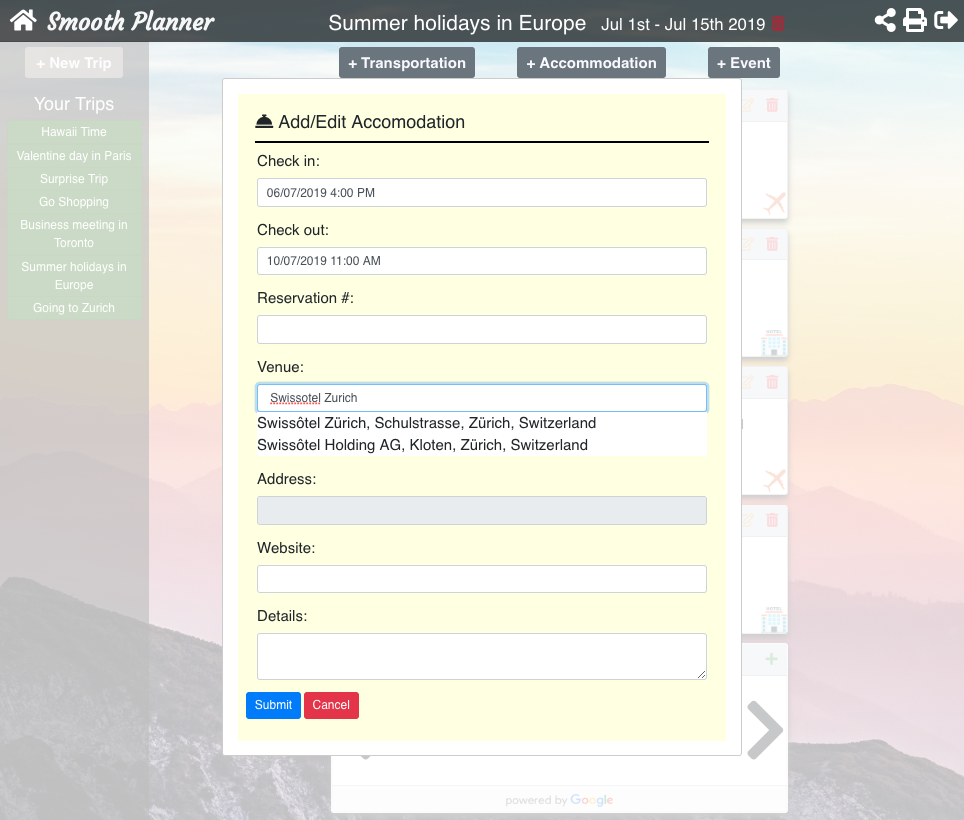 Smooth Planner
Summer holidays in Europe Jul 1st - Jul 15th 2019
+ New Trip
+ Transportation
+ Accommodation
+ Event
Your Trips
Hawaii Time
Valentine day in Paris
Surprise Trip
Go Shopping
Business meeting in
Toronto
Summer holidays in
Europe
Going to Zurich
Add/Edit Accomodation
Check in:
06/07/2019 4:00 PM
Check out:
10/07/2019 11:00 AM
Reservation #:
Venue:
Swissotel Zurich
Swissôtel Zürich, Schulstrasse, Zürich, Switzerland
Swissôtel Holding AG, Kloten, Zürich, Switzerland
Address:
Website:
Details:
Submit
Cancel
HOTEL
HOTEL
powered by Google